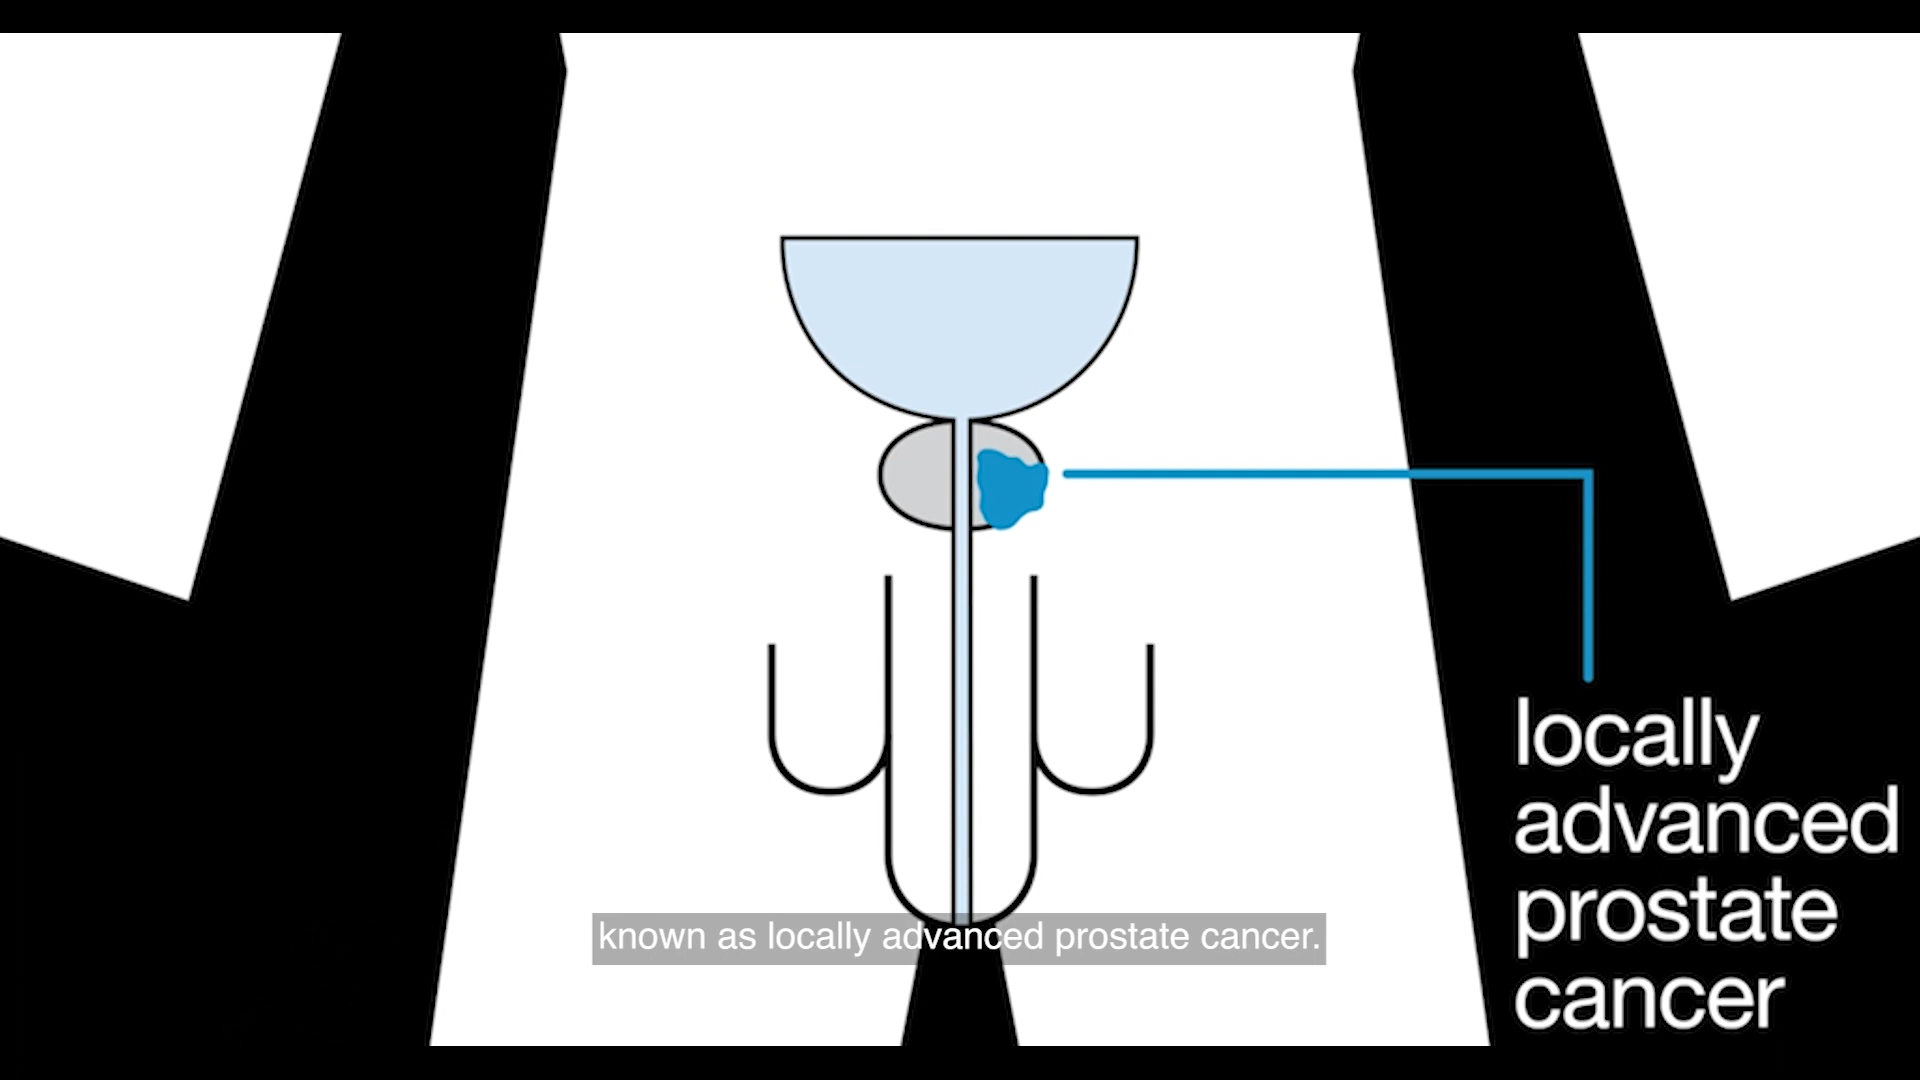 locally
advanced
prostate
cancer
known as locally advanced prostate cancer.